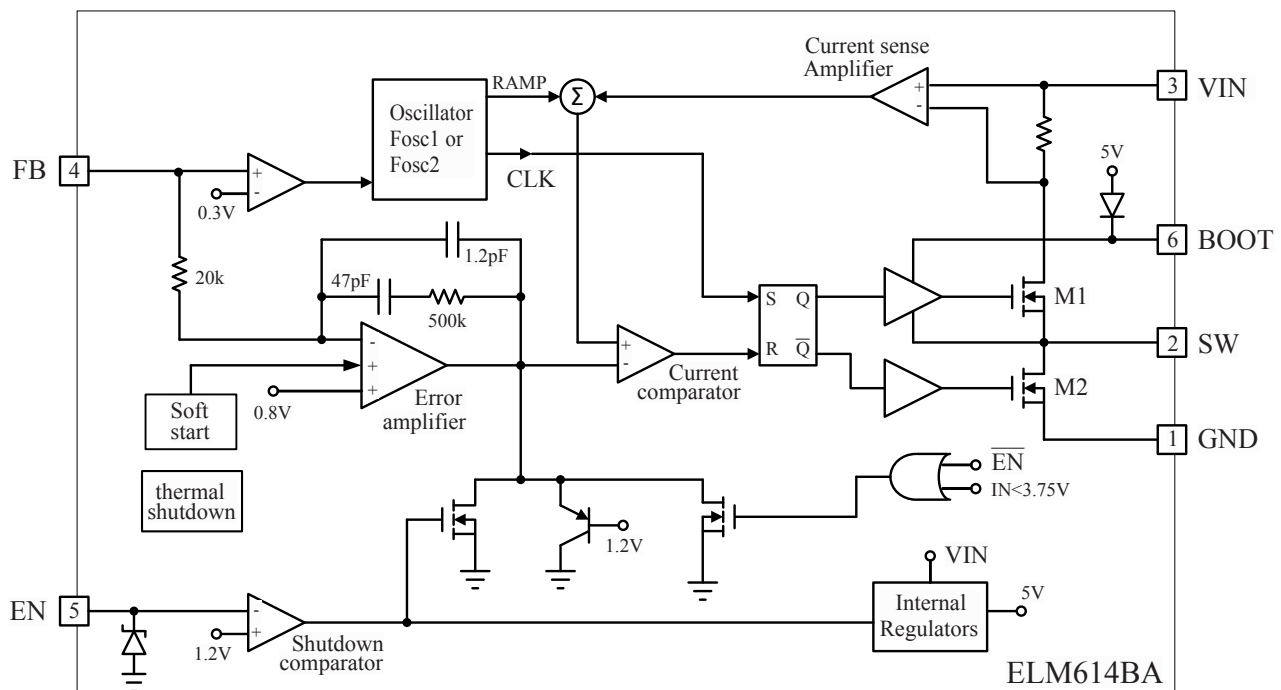 Current sense
Amplifier
RAMP
Σ
+
-
3
VIN
Oscillator
Fosc1 or
Fosc2
5V
FB
4
+
-
0.3V
CLK
6
BOOT
1.2pF
20k
47pF
500k
S
Q
R
Q̅
M1
-
+
+
+
-
2
SW
Current
comparator
M2
Soft
start
0.8V
Error
amplifier
1
GND
thermal
shutdown
E̅N̅
IN<3.75V
1.2V
VIN
EN
5
-
+
1.2V
Shutdown
comparator
Internal
Regulators
5V
ELM614BA